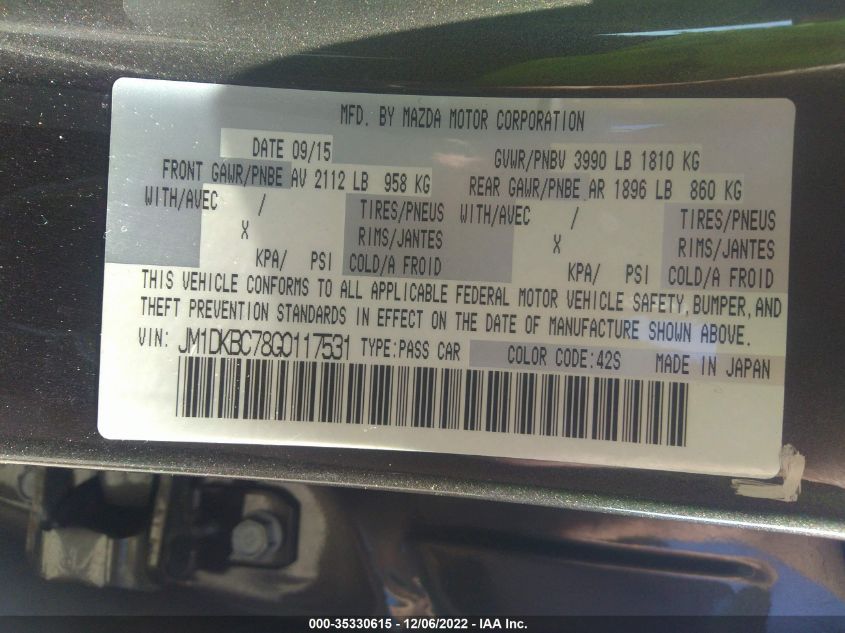 MFD. BY MAZDA MOTOR CORPORATION
DATE 09/15 GVWR/PNBV 3990 LB 1810 KG
FRONT GAWR/PNBE AV 2112 LB 958 KG REAR GAWR/PNBE AR 1896 LB 860 KG
WITH/AVEC / TIRES/PNEUS WITH/AVEC / TIRES/PNEUS
X RIMS/JANTES X RIMS/JANTES
KPA/ PSI COLD/A FROID KPA/ PSI COLD/A FROID
THIS VEHICLE CONFORMS TO ALL APPLICABLE FEDERAL MOTOR VEHICLE SAFETY, BUMPER, AND
THEFT PREVENTION STANDARDS IN EFFECT ON THE DATE OF MANUFACTURE SHOWN ABOVE.
VIN: JM1DKBC78G0117531 TYPE:PASS CAR COLOR CODE:42S MADE IN JAPAN
000-35330615 - 12/06/2022 - IAA Inc.